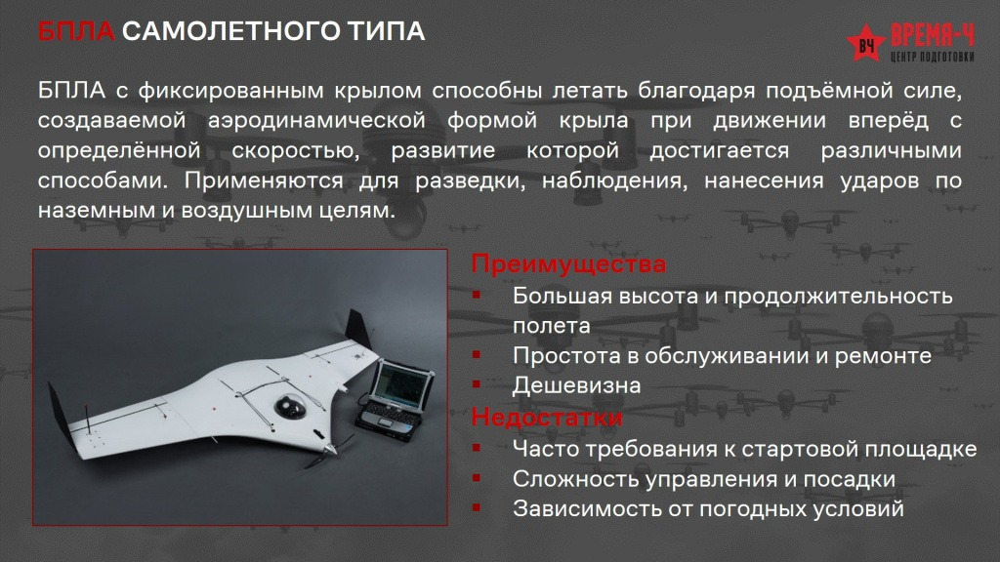 БПЛА САМОЛЕТНОГО ТИПА
ВЧ
ВРЕМЯ-Ч
ЦЕНТР ПОДГОТОВКИ
БПЛА с фиксированным крылом способны летать благодаря подъёмной силе,
создаваемой аэродинамической формой крыла при движении вперёд с
определённой скоростью, развитие которой достигается различными
способами. Применяются для разведки, наблюдения, нанесения ударов по
наземным и воздушным целям.
Преимущества
▪ Большая высота и продолжительность
полета
▪ Простота в обслуживании и ремонте
▪ Дешевизна
Недостатки
▪ Часто требования к стартовой площадке
▪ Сложность управления и посадки
▪ Зависимость от погодных условий